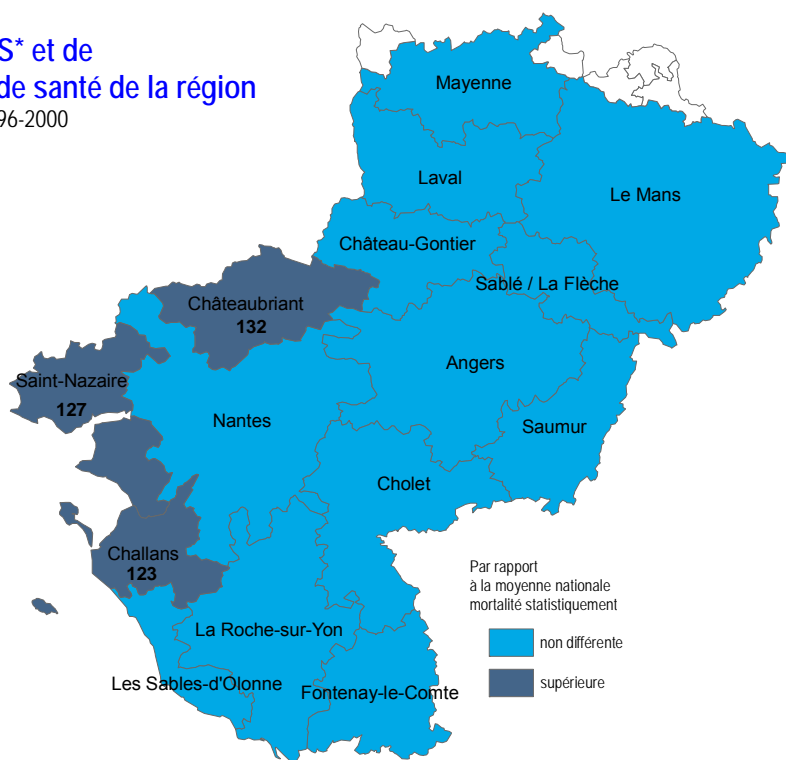 S* et de
de santé de la région
96-2000
Mayenne
Laval
Le Mans
Château-Gontier
Sablé / La Flèche
Châteaubriant
132
Angers
Saint-Nazaire
127
Nantes
Saumur
Cholet
Challans
123
Par rapport
à la moyenne nationale
mortalité statistiquement
non différente
supérieure
La Roche-sur-Yon
Les Sables-d'Olonne
Fontenay-le-Comte